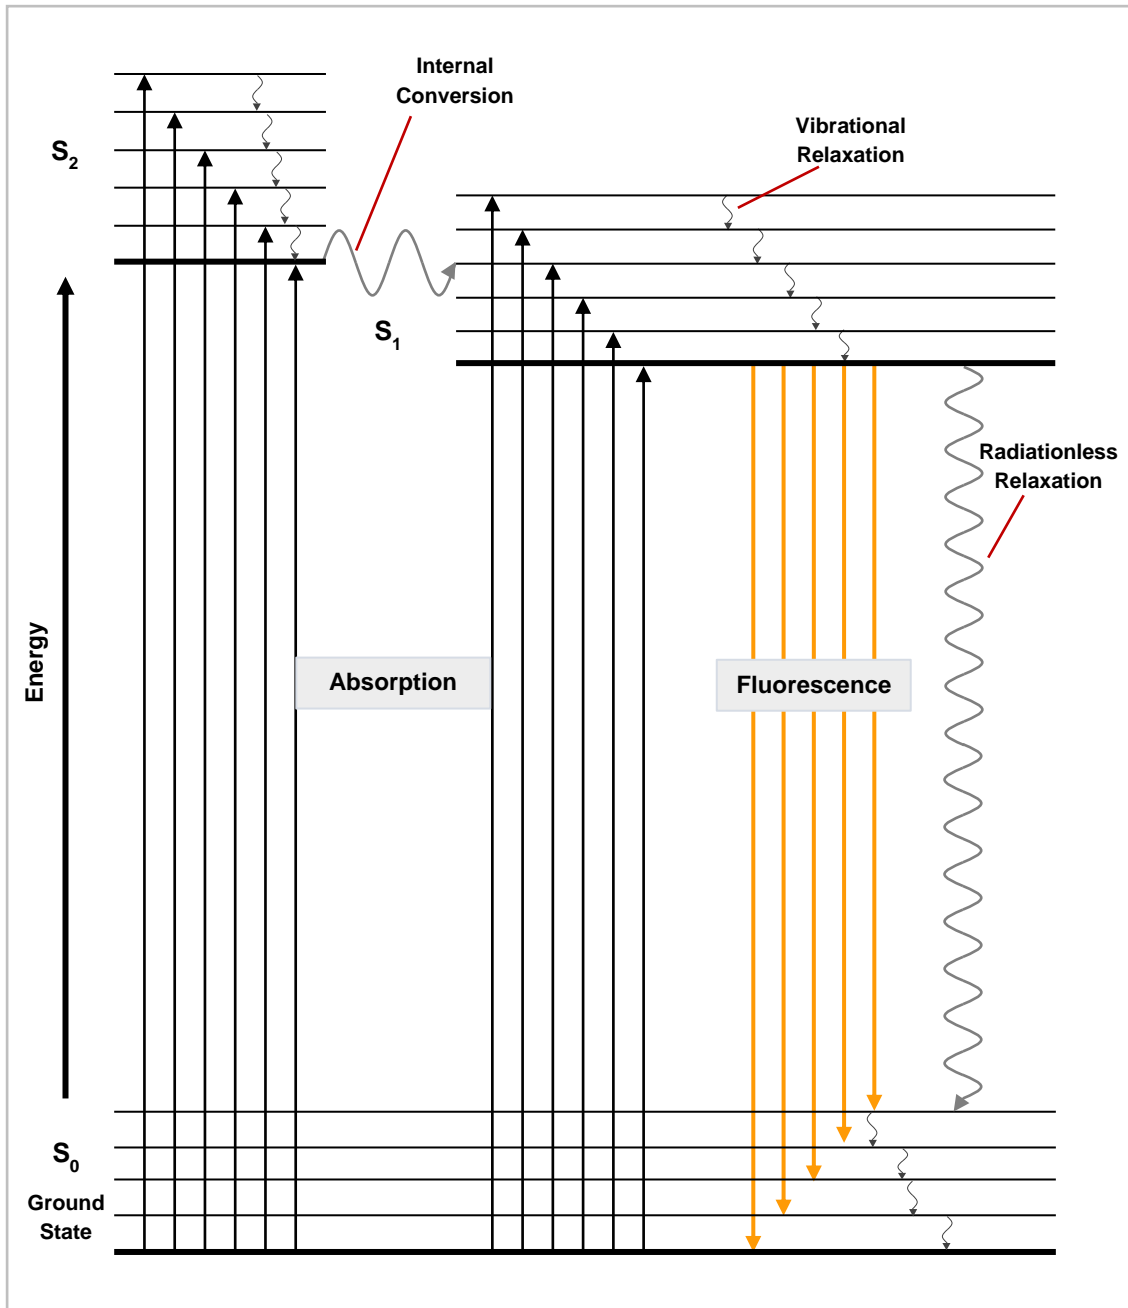 Internal
Conversion
Vibrational
Relaxation
S2
S1
Radiationless
Relaxation
Energy
Absorption
Fluorescence
S0
Ground
State